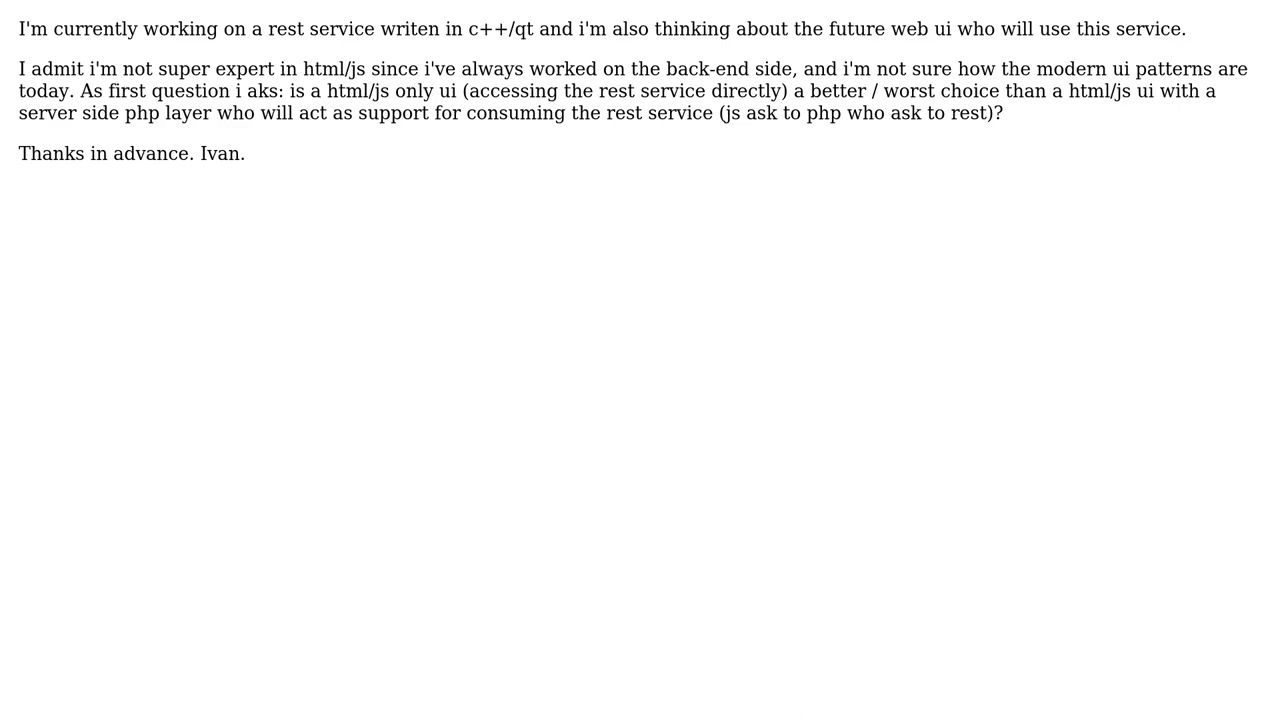 I'm currently working on a rest service writen in c++/qt and i'm also thinking about the future web ui who will use this service.
I admit i'm not super expert in html/js since i've always worked on the back-end side, and i'm not sure how the modern ui patterns are
today. As first question i aks: is a html/js only ui (accessing the rest service directly) a better / worst choice than a html/js ui with a
server side php layer who will act as support for consuming the rest service (js ask to php who ask to rest)?
Thanks in advance. Ivan.